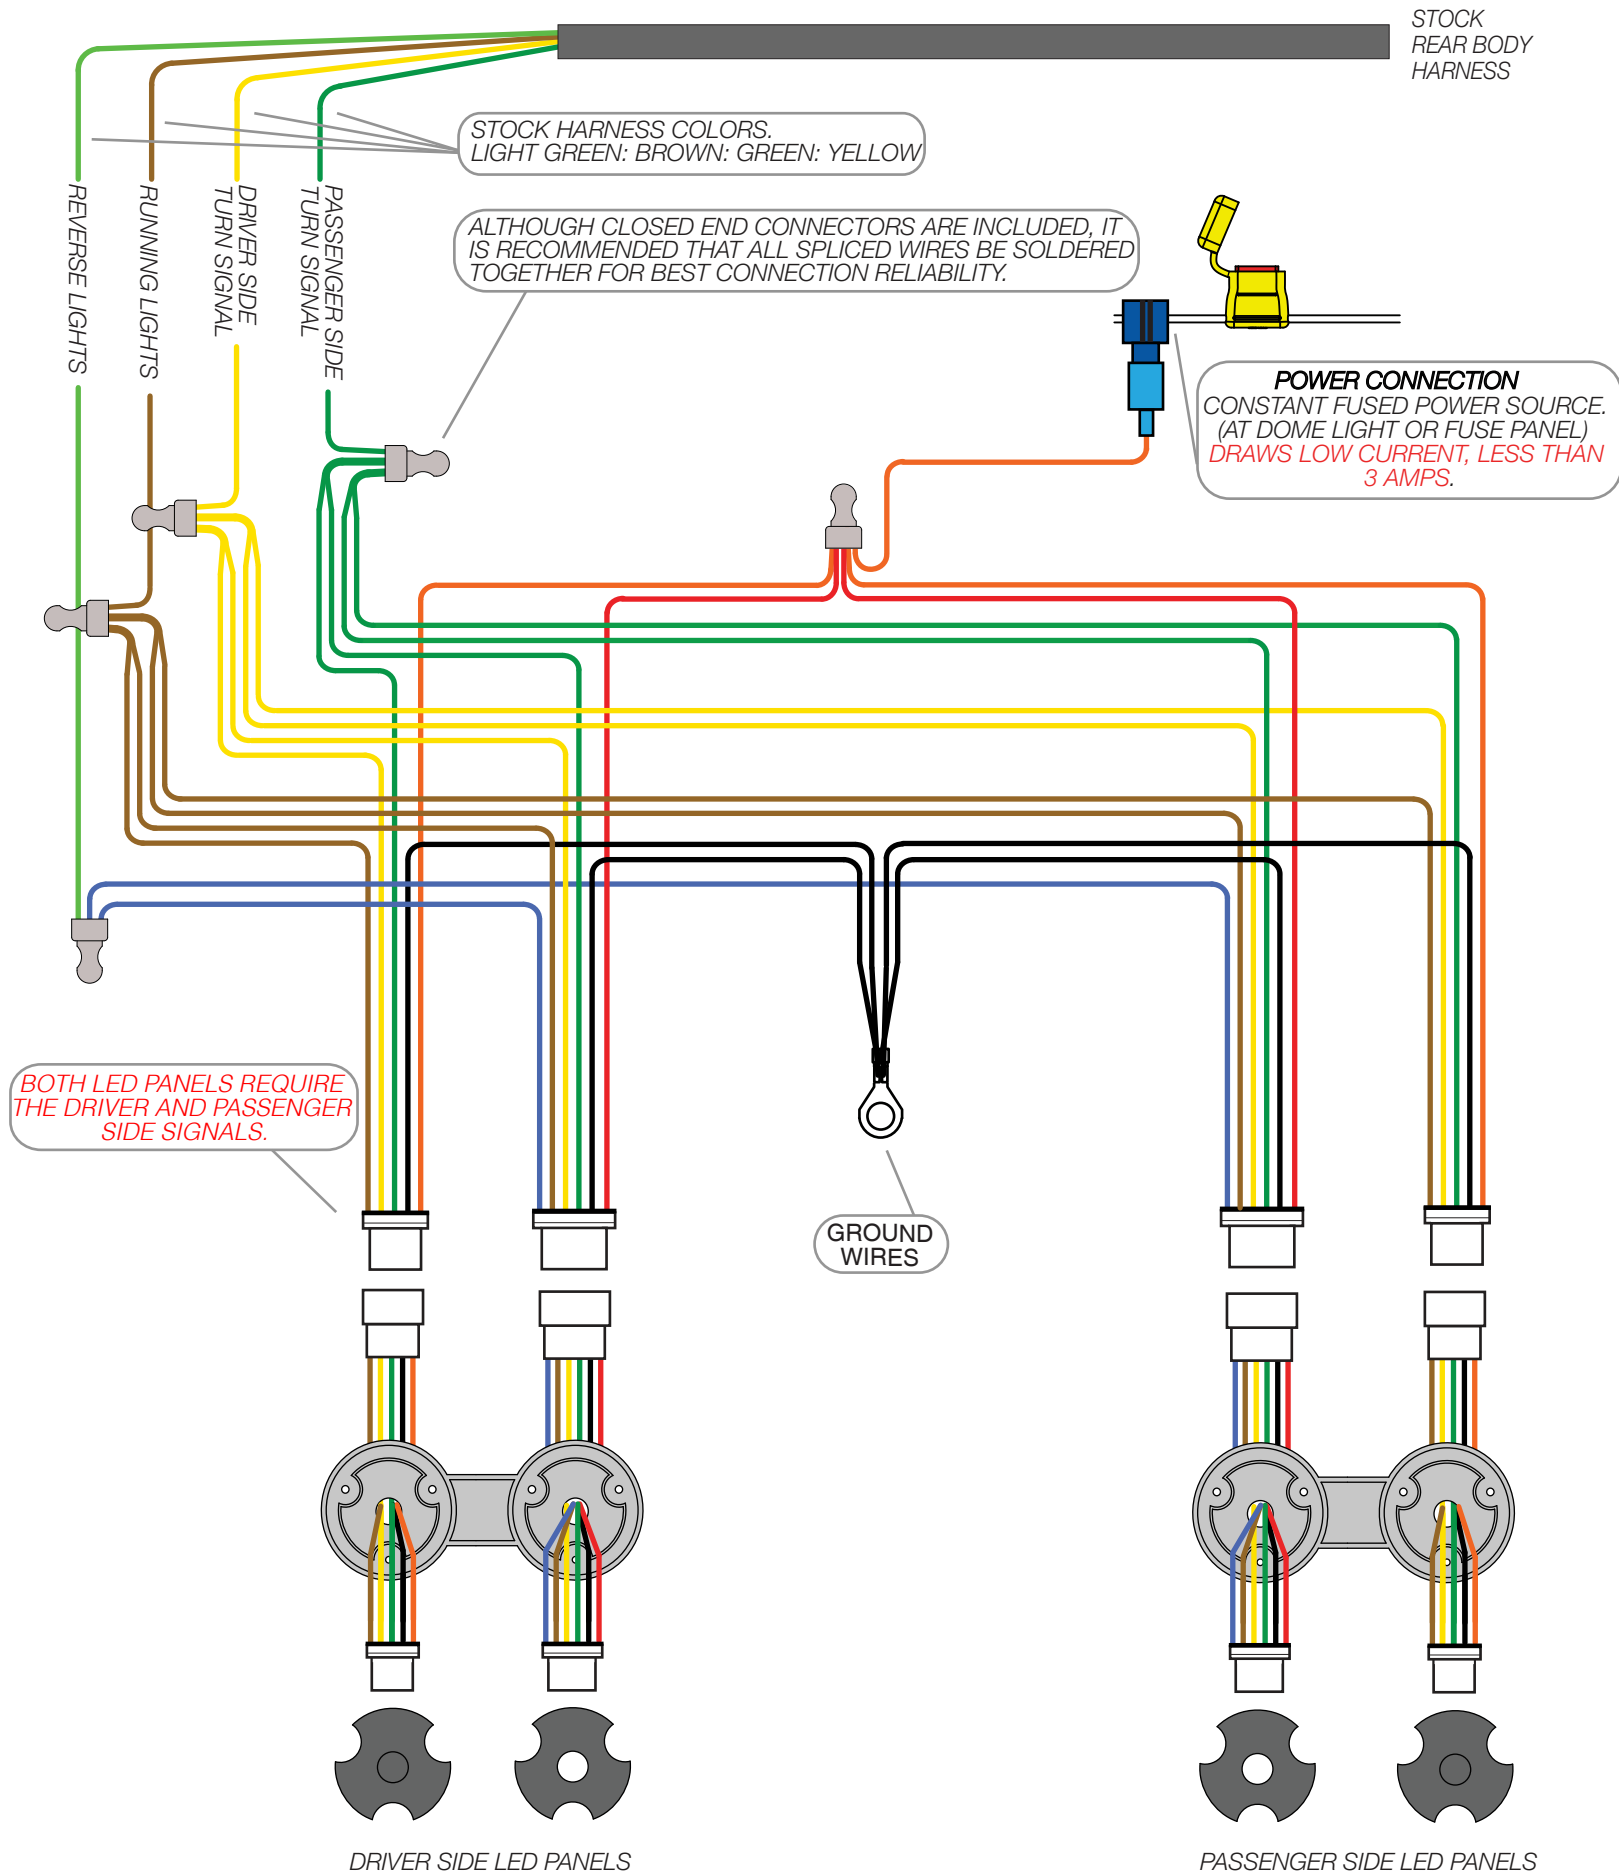 STOCK
REAR BODY
HARNESS
STOCK HARNESS COLORS.
LIGHT GREEN: BROWN: GREEN: YELLOW
REVERSE LIGHTS
RUNNING LIGHTS
DRIVER SIDE
TURN SIGNAL
PASSENGER SIDE
TURN SIGNAL
ALTHOUGH CLOSED END CONNECTORS ARE INCLUDED, IT
IS RECOMMENDED THAT ALL SPLICED WIRES BE SOLDERED
TOGETHER FOR BEST CONNECTION RELIABILITY.
POWER CONNECTION
CONSTANT FUSED POWER SOURCE.
(AT DOME LIGHT OR FUSE PANEL)
DRAWS LOW CURRENT, LESS THAN
3 AMPS.
BOTH LED PANELS REQUIRE
THE DRIVER AND PASSENGER
SIDE SIGNALS.
GROUND
WIRES
DRIVER SIDE LED PANELS
PASSENGER SIDE LED PANELS